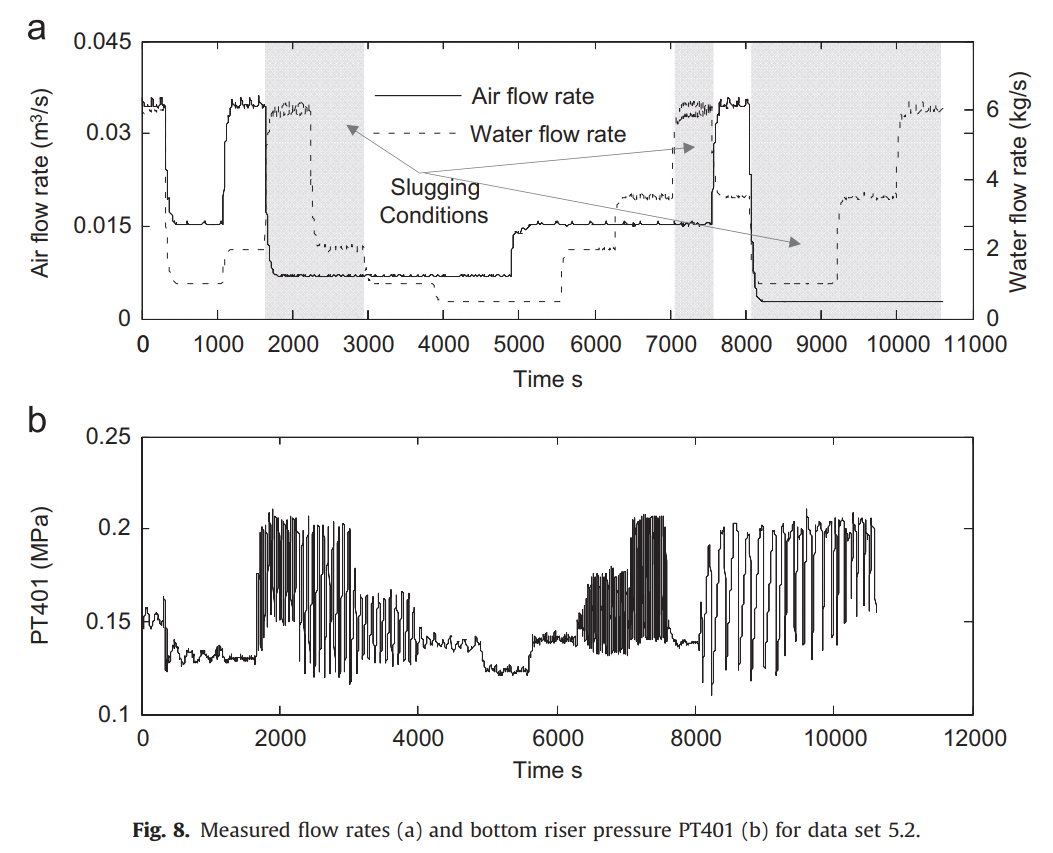 a
0.045
0.03
0.015
0
Air flow rate (m³/s)
Air flow rate
Water flow rate
Slugging
Conditions
6
4
2
0
Water flow rate (kg/s)
0 1000 2000 3000 4000 5000 6000 7000 8000 9000 10000 11000
Time s
b
0.25
0.2
0.15
0.1
PT401 (MPa)
0 2000 4000 6000 8000 10000 12000
Time s
Fig. 8. Measured flow rates (a) and bottom riser pressure PT401 (b) for data set 5.2.